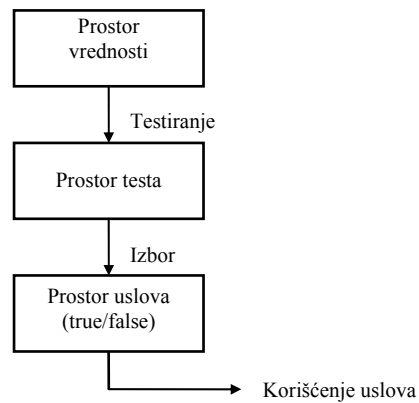 Prostor
vrednosti
Testiranje
Prostor testa
Izbor
Prostor uslova
(true/false)
Korišćenje uslova